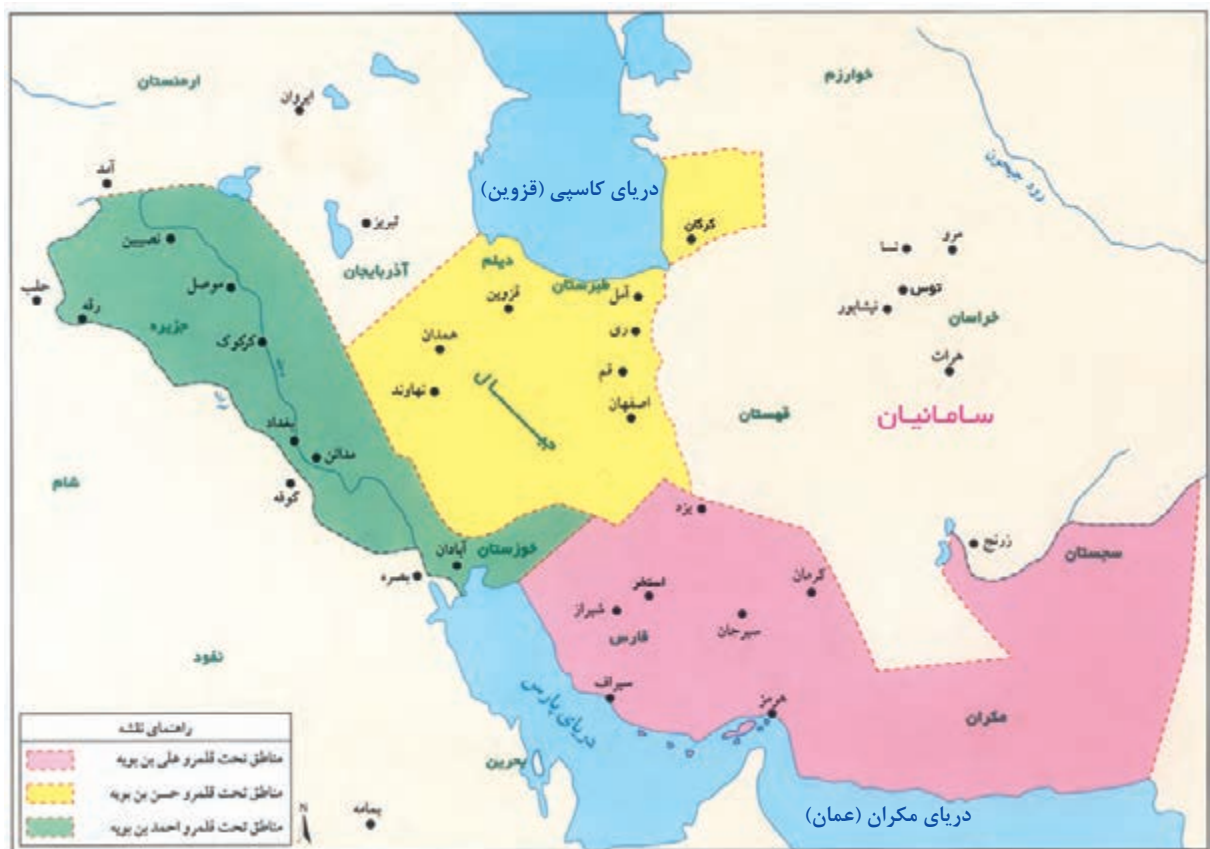 ارمنستان
ایروان
خوارزم
رود جیحون
آمد
دریای کاسپی (قزوین)
گرگان
نصیبین
تبریز
آذربایجان
دیلم
طبرستان
نسا
مرو
حلب
موصل
قزوین
آمل
توس
نیشابور
رقه
جزیره
کرکوک
همدان
ری
خراسان
نهاوند
قم
هرات
اصفهان
قهستان
سامانیان
بغداد
مدائن
کوفه
شام
یزد
زرنج
سجستان
خوزستان
آبادان
بصره
استخر
شیراز
کرمان
سیرجان
فارس
نفود
سیراف
هرمز
مکران
دریای پارس
بحرین
یمامه
دریای مکران (عمان)
راهنمای نقشه
مناطق تحت قلمرو علی بن بویه
مناطق تحت قلمرو حسن بن بویه
مناطق تحت قلمرو احمد بن بویه
N